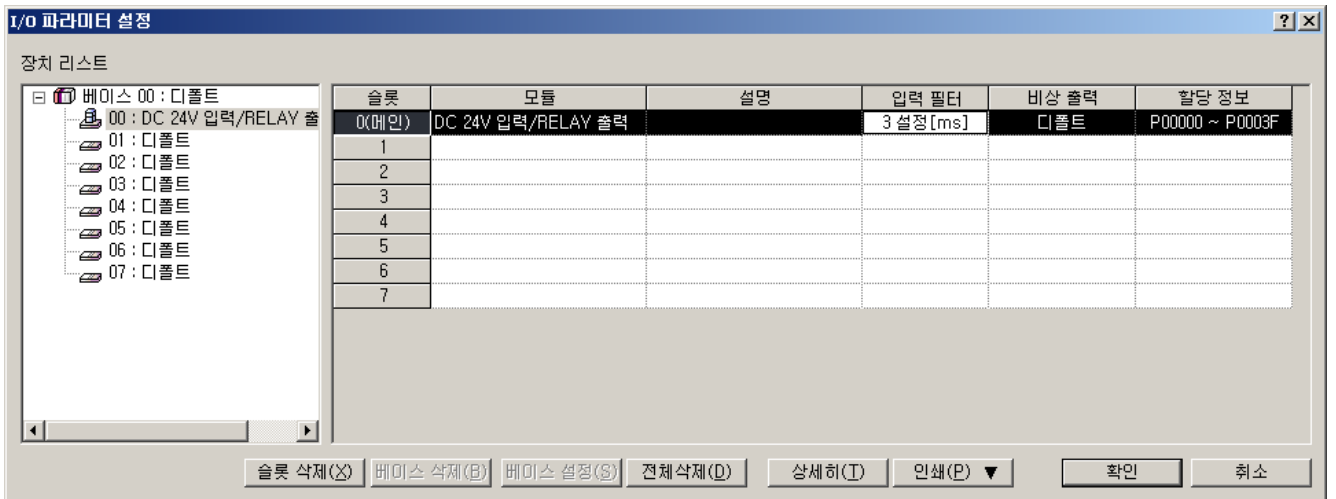 I/O 파라미터 설정
장치 리스트
베이스 00 : 디폴트
00 : DC 24V 입력/RELAY 출
01 : 디폴트
02 : 디폴트
03 : 디폴트
04 : 디폴트
05 : 디폴트
06 : 디폴트
07 : 디폴트
슬롯 모듈 설명 입력 필터 비상 출력 할당 정보
0(메인) DC 24V 입력/RELAY 출력 3 설정[ms] 디폴트 P00000 ~ P0003F
1
2
3
4
5
6
7
슬롯 삭제(X) 베이스 삭제(B) 베이스 설정(S) 전체삭제(D) 상세히(T) 인쇄(P) ▼ 확인 취소